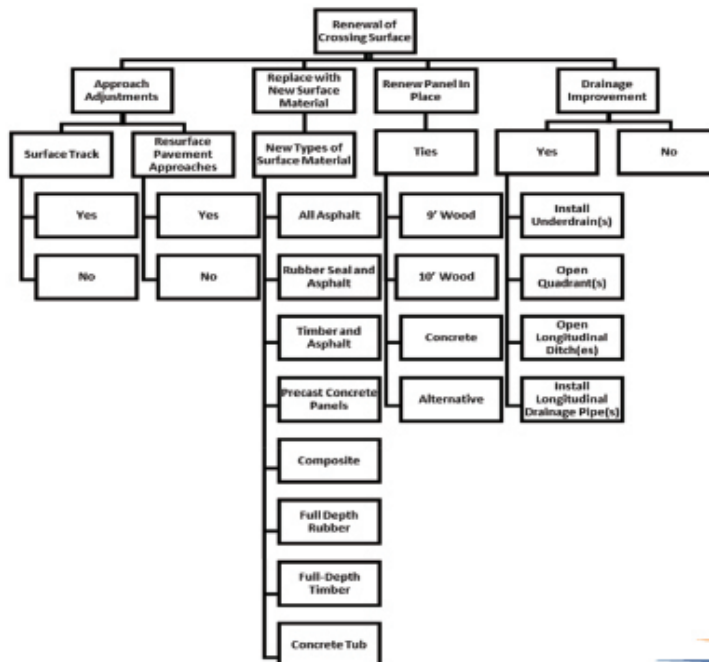 Renewal of
Crossing Surface
Approach
Adjustments
Replace with
New Surface
Material
Renew Panel In
Place
Drainage
Improvement
Surface Track
Resurface
Pavement
Approaches
New Types of
Surface Material
Ties
Yes
No
Yes
Yes
All Asphalt
9' Wood
Install
Underdrain(s)
No
No
Rubber Seal and
Asphalt
10' Wood
Open
Quadrant(s)
Timber and
Asphalt
Concrete
Open
Longitudinal
Ditch(es)
Precast Concrete
Panels
Alternative
Install
Longitudinal
Drainage Pipe(s)
Composite
Full Depth
Rubber
Full-Depth
Timber
Concrete Tub